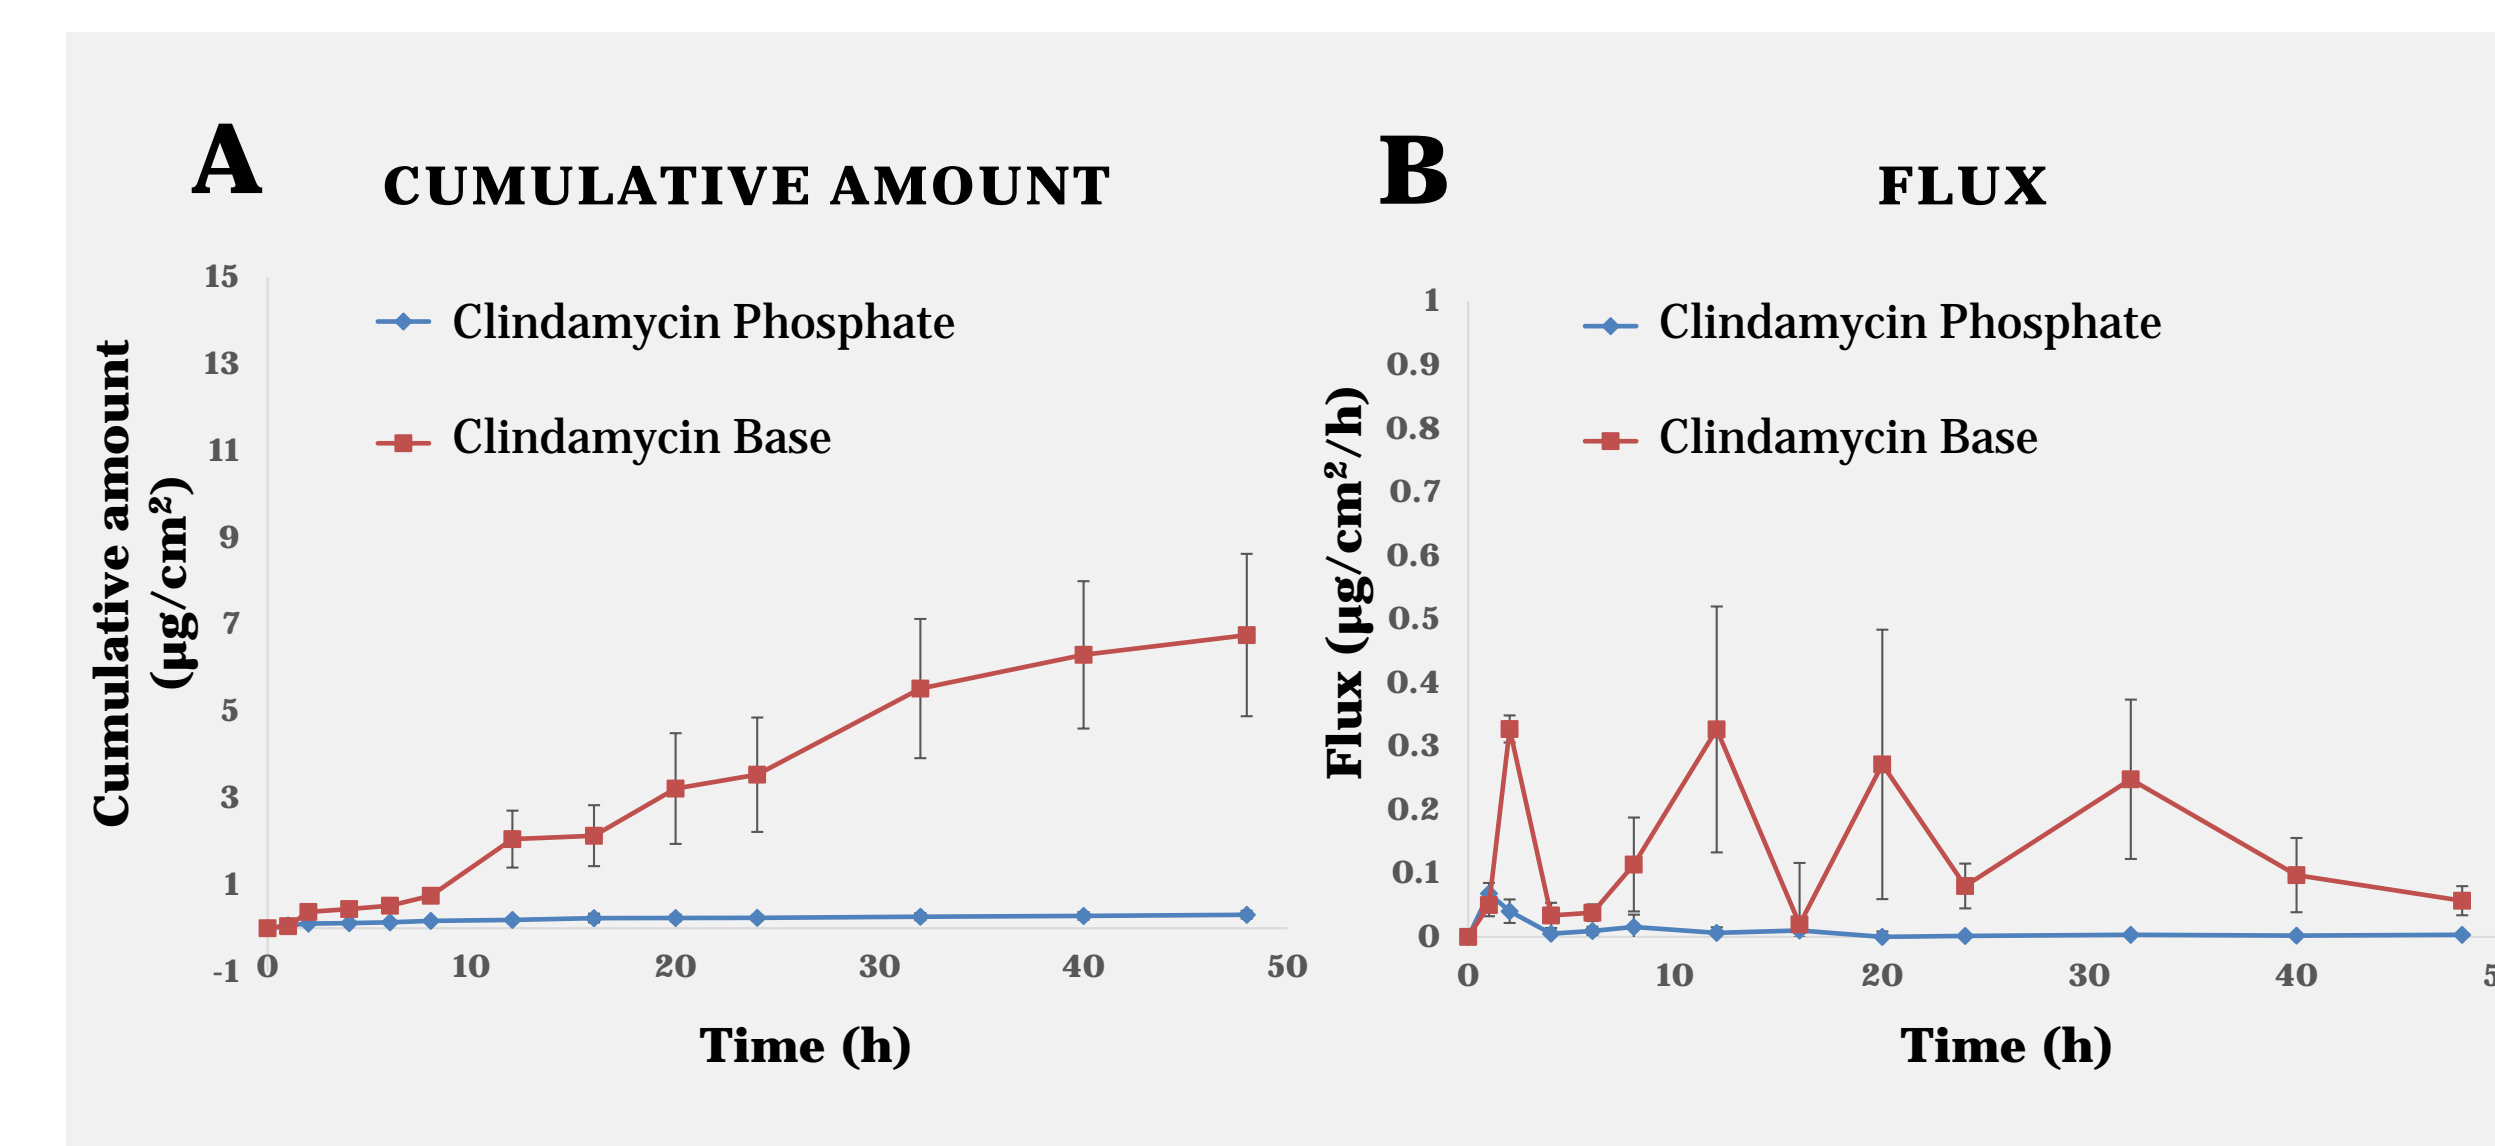 A
CUMULATIVE AMOUNT
Cumulative amount
(µg/cm²)
15
13
11
9
7
5
3
1
-1
Clindamycin Phosphate
Clindamycin Base
0 10 20 30 40 50
Time (h)
B
FLUX
Flux (µg/cm²/h)
1
0.9
0.8
0.7
0.6
0.5
0.4
0.3
0.2
0.1
0
Clindamycin Phosphate
Clindamycin Base
0 10 20 30 40
Time (h)